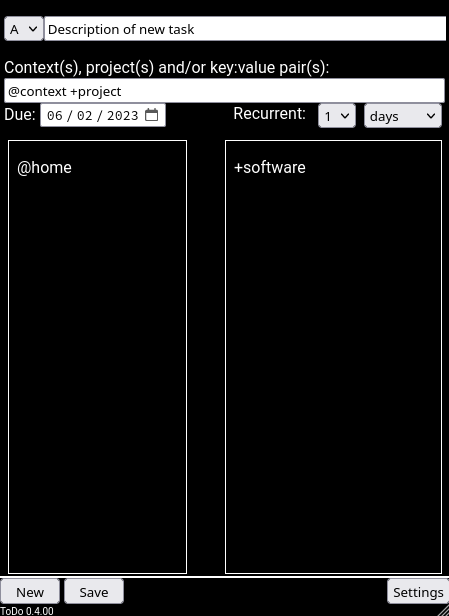 A Description of new task
Context(s), project(s) and/or key:value pair(s):
@context +project
Due: 06 / 02 / 2023 Recurrent: 1 days
@home +software
New Save Settings
ToDo 0.4.00